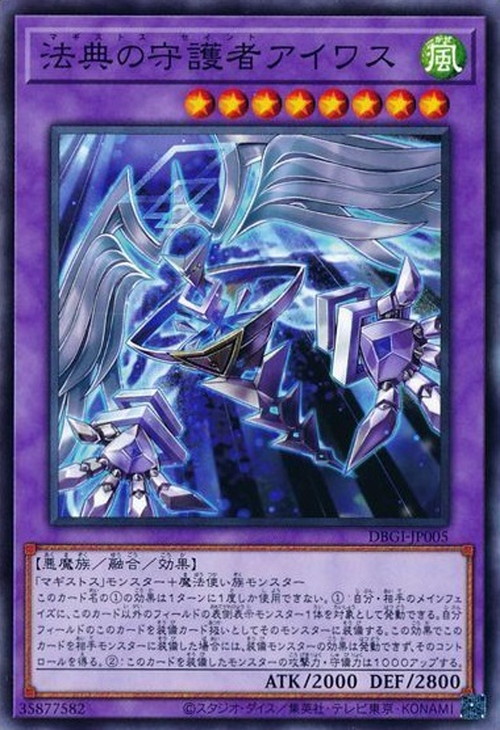 マギストス セイント
法典の守護者アイワス
風
DBGI-JP005
【悪魔族/融合/効果】
「マギストス」モンスター+魔法使い族モンスター
このカード名の①の効果は1ターンに1度しか使用できない。①:自分・相手のメインフェ
イズに、このカード以外のフィールドの表側表示モンスター1体を対象として発動できる。自分
フィールドのこのカードを装備カード扱いとしてそのモンスターに装備する。この効果でこの
カードを相手モンスターに装備した場合には、装備モンスターの効果は発動できず、そのコント
ロールを得る。②:このカードを装備したモンスターの攻撃力・守備力は1000アップする。
ATK/2000 DEF/2800
35877582
©スタジオ・ダイス/集英社・テレビ東京・KONAMI